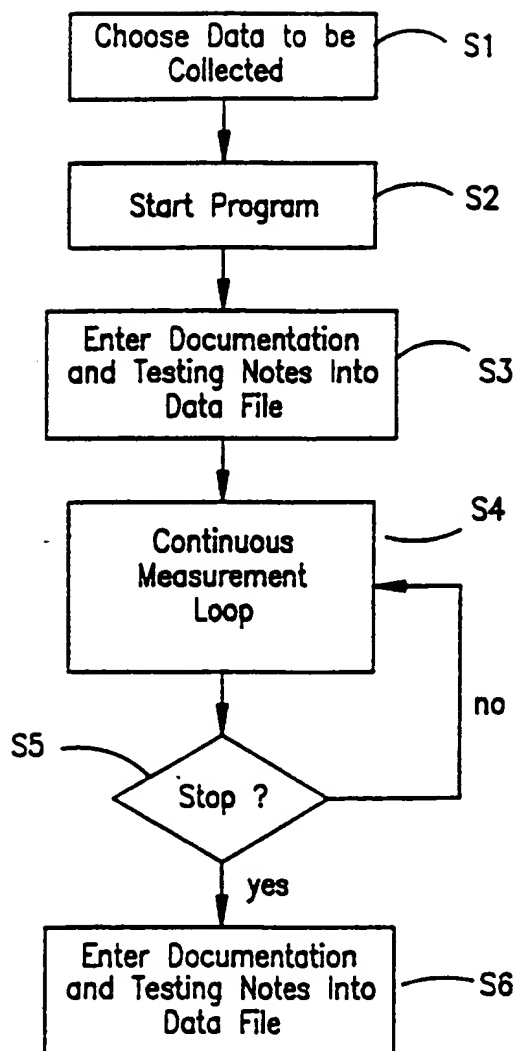 Choose Data to be
Collected
S1
Start Program
S2
Enter Documentation
and Testing Notes Into
Data File
S3
Continuous
Measurement
Loop
S4
no
S5
Stop ?
yes
Enter Documentation
and Testing Notes Into
Data File
S6